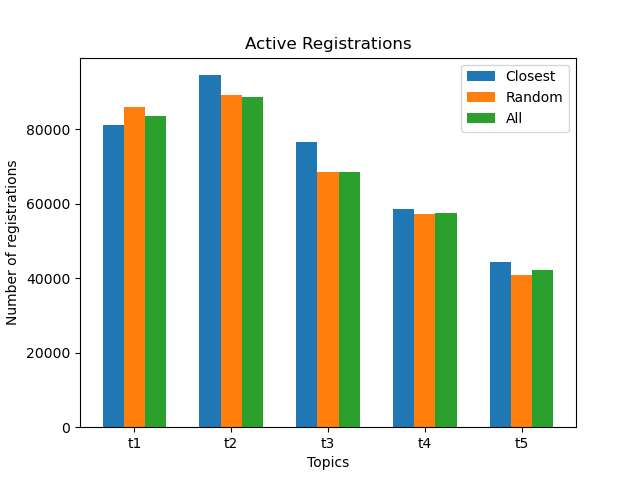 Active Registrations
Closest
Random
All
Number of registrations
80000
60000
40000
20000
0
t1
t2
t3
t4
t5
Topics